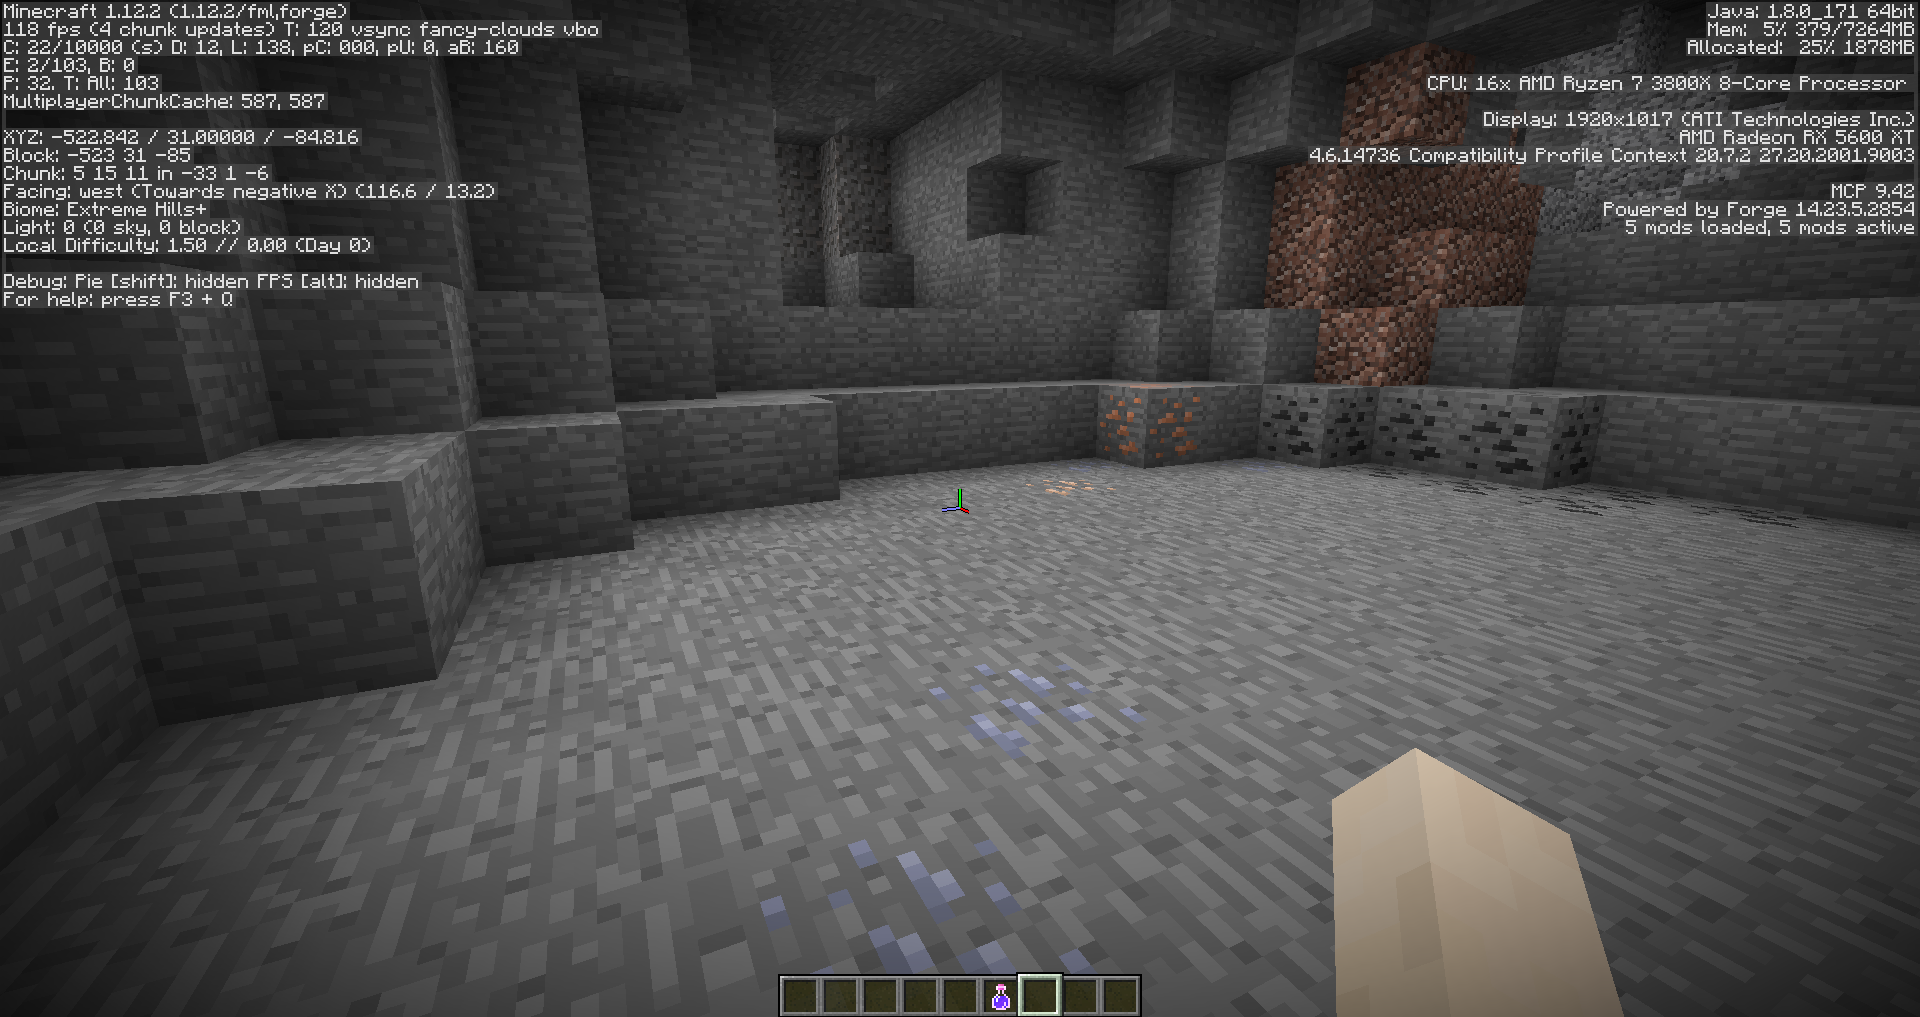 Minecraft 1.12.2 (1.12.2/fml,forge)
118 fps (4 chunk updates) T: 120 vsync fancy-clouds vbo
C: 22/10000 (s) D: 12, L: 138, pC: 000, pU: 0, aB: 160
E: 2/103, B: 0
P: 32. T: All: 103
MultiplayerChunkCache: 587, 587
XYZ: -522.842 / 31.00000 / -84.816
Block: -523 31 -85
Chunk: 5 15 11 in -33 1 -6
Facing: west (Towards negative X) (116.6 / 13.2)
Biome: Extreme Hills+
Light: 0 (0 sky, 0 block)
Local Difficulty: 1.50 // 0.00 (Day 0)
Debug: Pie [shift]: hidden FPS [alt]: hidden
For help: press F3 + Q
Java: 1.8.0_171 64bit
Mem: 5% 379/7264MB
Allocated: 25% 1878MB
CPU: 16x AMD Ryzen 7 3800X 8-Core Processor
Display: 1920x1017 (ATI Technologies Inc.)
AMD Radeon RX 5600 XT
4.6.14736 Compatibility Profile Context 20.7.2 27.20.2001.9003
MCP 9.42
Powered by Forge 14.23.5.2854
5 mods loaded, 5 mods active